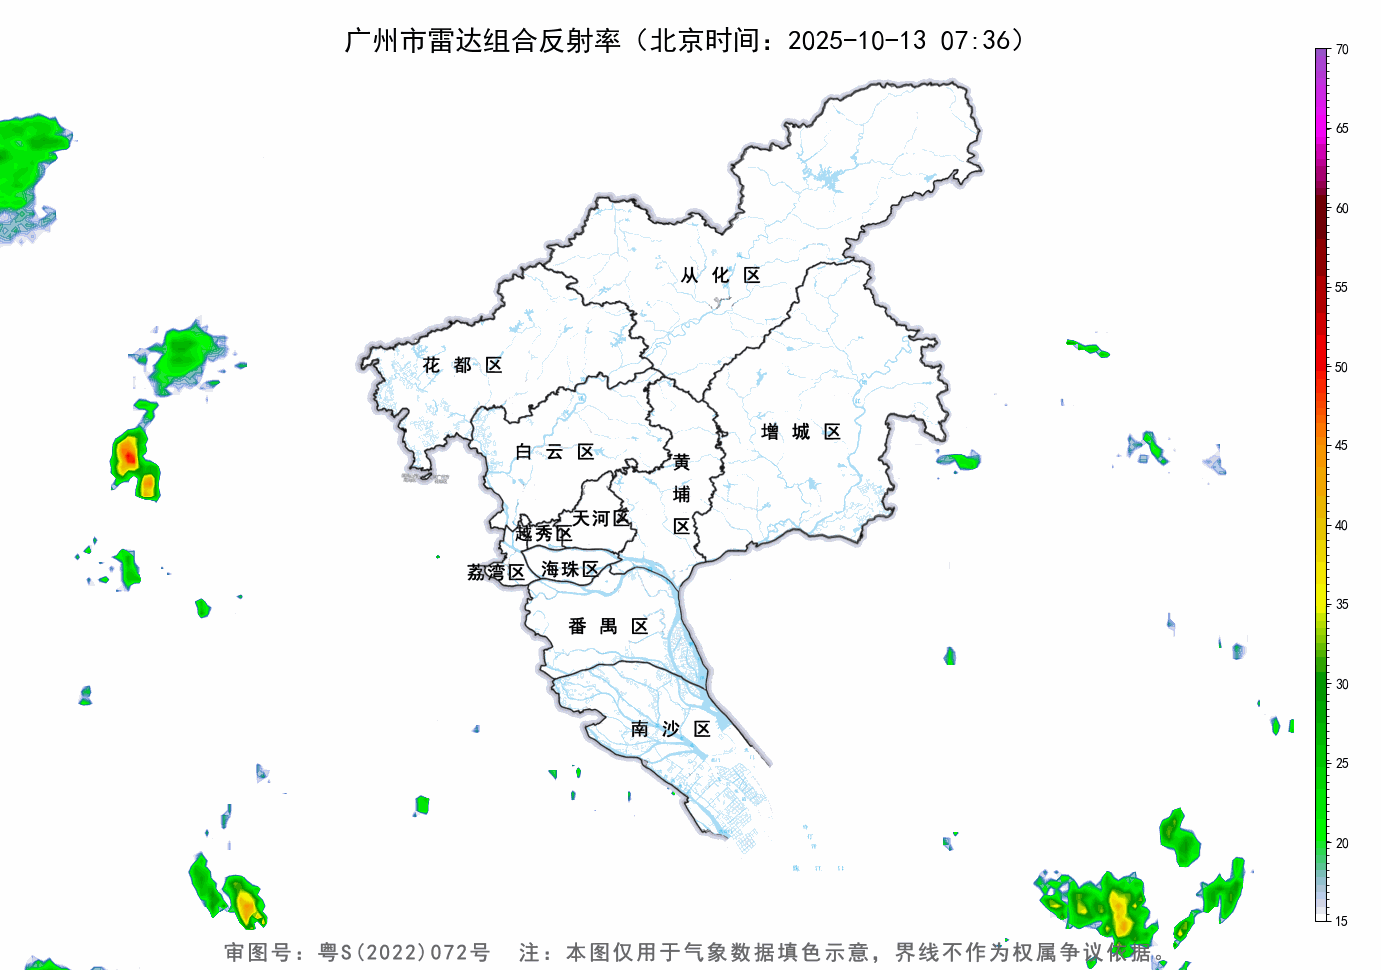 广州市雷达组合反射率（北京时间：2025-10-13 07:36）
70
65
60
55
50
45
40
35
30
25
20
15
从化区
花都区
增城区
白云区
黄埔区
天河区
越秀区
荔湾区
海珠区
番禺区
南沙区
审图号：粤S(2022)072号 注：本图仅用于气象数据填色示意，界线不作为权属争议依据。